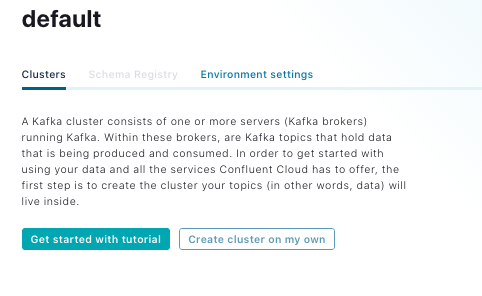 default
Clusters Schema Registry Environment settings
A Kafka cluster consists of one or more servers (Kafka brokers)
running Kafka. Within these brokers, are Kafka topics that hold data
that is being produced and consumed. In order to get started with
using your data and all the services Confluent Cloud has to offer, the
first step is to create the cluster your topics (in other words, data) will
live inside.
Get started with tutorial Create cluster on my own